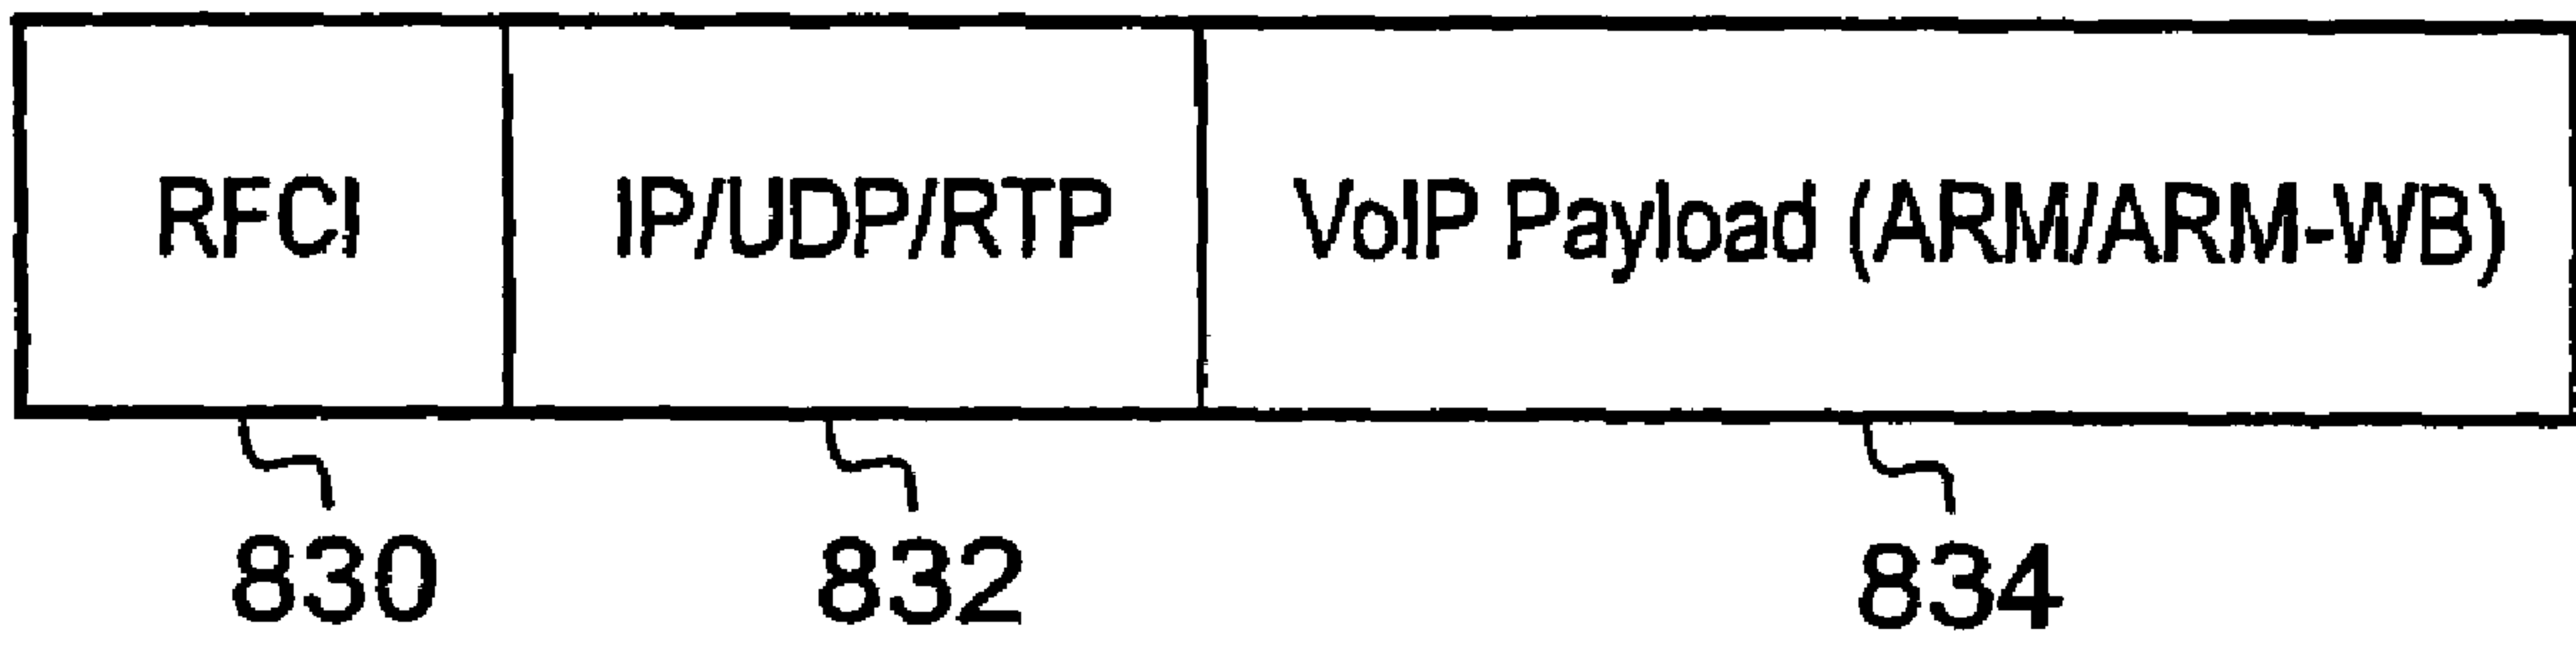 RFCI IP/UDP/RTP VoIP Payload (ARM/ARM-WB)
830 832 834